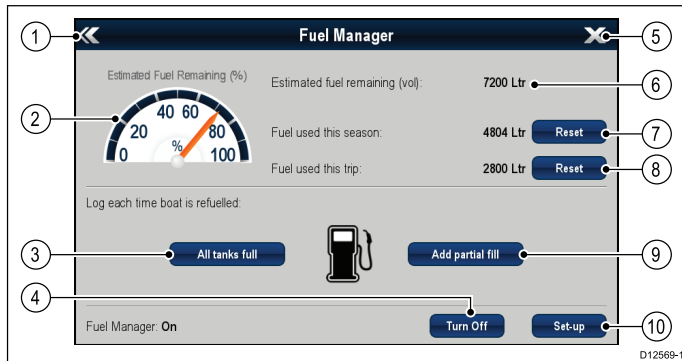 1
Fuel Manager
5
Estimated Fuel Remaining (%)
Estimated fuel remaining (vol):
7200 Ltr
6
2
0
20
40
60
80
100
%
Fuel used this season:
4804 Ltr
Reset
7
Fuel used this trip:
2800 Ltr
Reset
8
Log each time boat is refuelled:
3
All tanks full
Add partial fill
9
4
Fuel Manager: On
Turn Off
Set-up
10
D12569-1